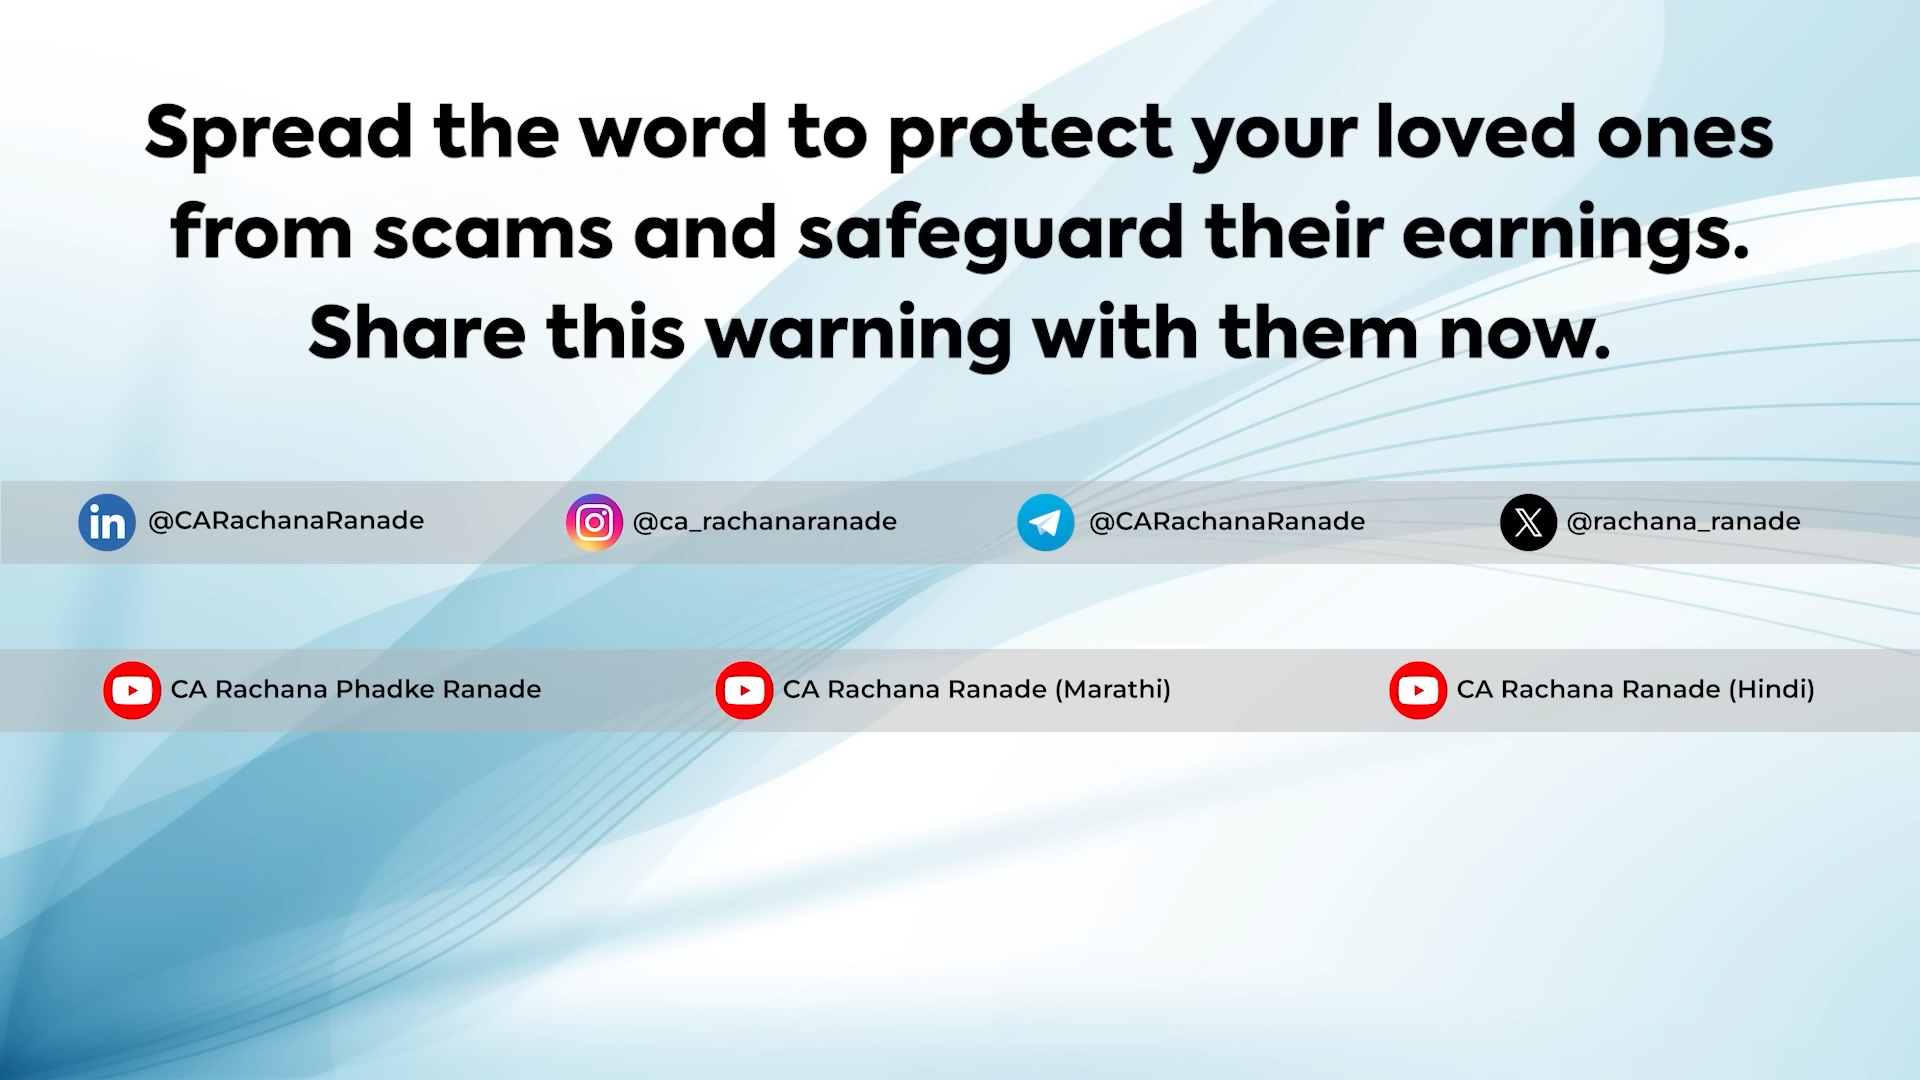 Spread the word to protect your loved ones
from scams and safeguard their earnings.
Share this warning with them now.
in @CARachanaRanade @ca_rachanaranade @CARachanaRanade X @rachana_ranade
CA Rachana Phadke Ranade CA Rachana Ranade (Marathi) CA Rachana Ranade (Hindi)